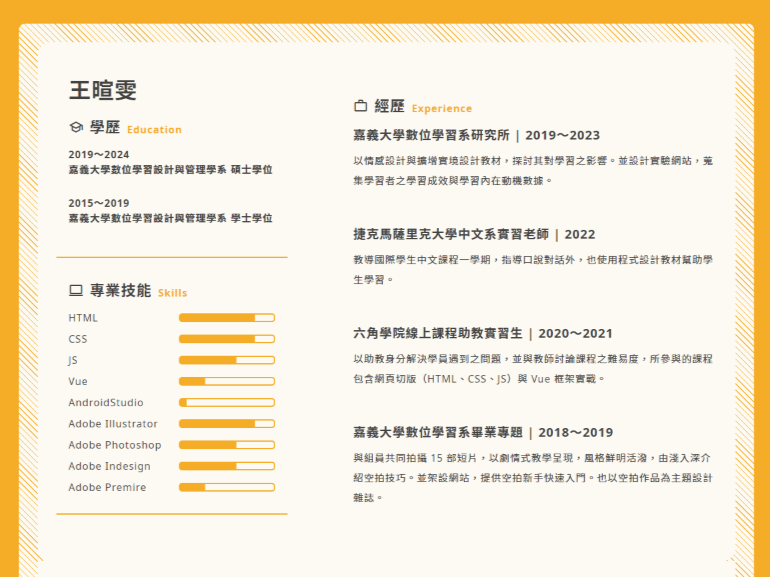 王暄雯
學歷 Education
2019～2024
嘉義大學數位學習設計與管理學系 碩士學位
2015～2019
嘉義大學數位學習設計與管理學系 學士學位
專業技能 Skills
HTML
CSS
JS
Vue
AndroidStudio
Adobe Illustrator
Adobe Photoshop
Adobe Indesign
Adobe Premire
經歷 Experience
嘉義大學數位學習系研究所 | 2019～2023
以情感設計與擴增實境設計教材，探討其對學習之影響。並設計實驗網站，蒐
集學習者之學習成效與學習內在動機數據。
捷克馬薩里克大學中文系實習老師 | 2022
教導國際學生中文課程一學期，指導口說對話外，也使用程式設計教材幫助學
生學習。
六角學院線上課程助教實習生 | 2020～2021
以助教身分解決學員遇到之問題，並與教師討論課程之難易度，所參與的課程
包含網頁切版（HTML、CSS、JS）與 Vue 框架實戰。
嘉義大學數位學習系畢業專題 | 2018～2019
與組員共同拍攝 15 部短片，以劇情式教學呈現，風格鮮明活潑，由淺入深介
紹空拍技巧。並架設網站，提供空拍新手快速入門。也以空拍作品為主題設計
雜誌。